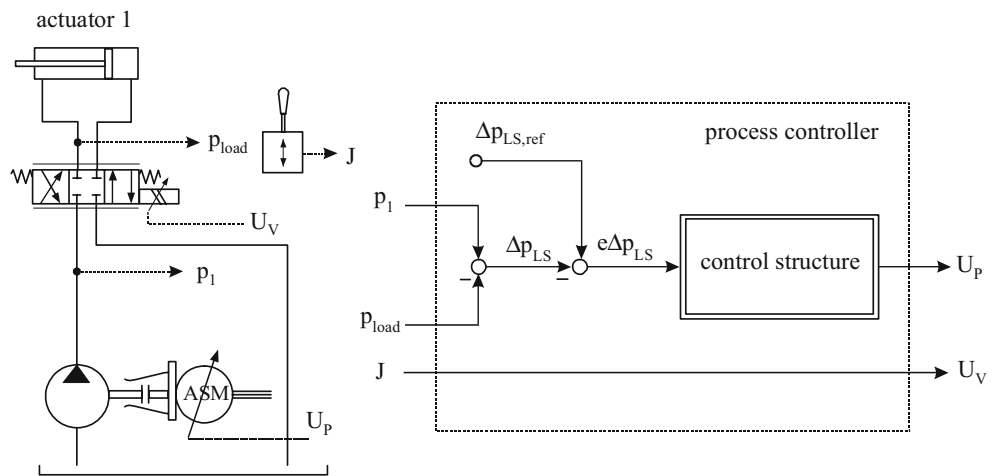 actuator 1
p_load
J
U_V
p_1
ASM
U_P
process controller
Δp_LS,ref
p_1
Δp_LS
eΔp_LS
control structure
U_P
–
–
p_load
J
U_V